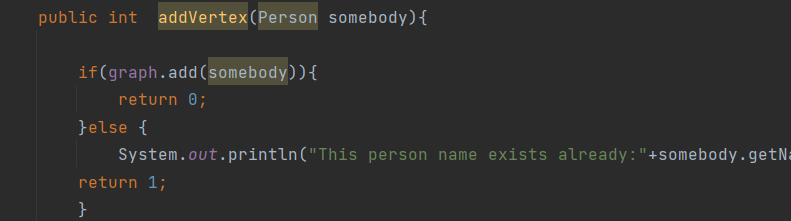 public int  addVertex(Person somebody){
if(graph.add(somebody)){
return 0;
}else {
System.out.println("This person name exists already:"+somebody.getNa
return 1;
}